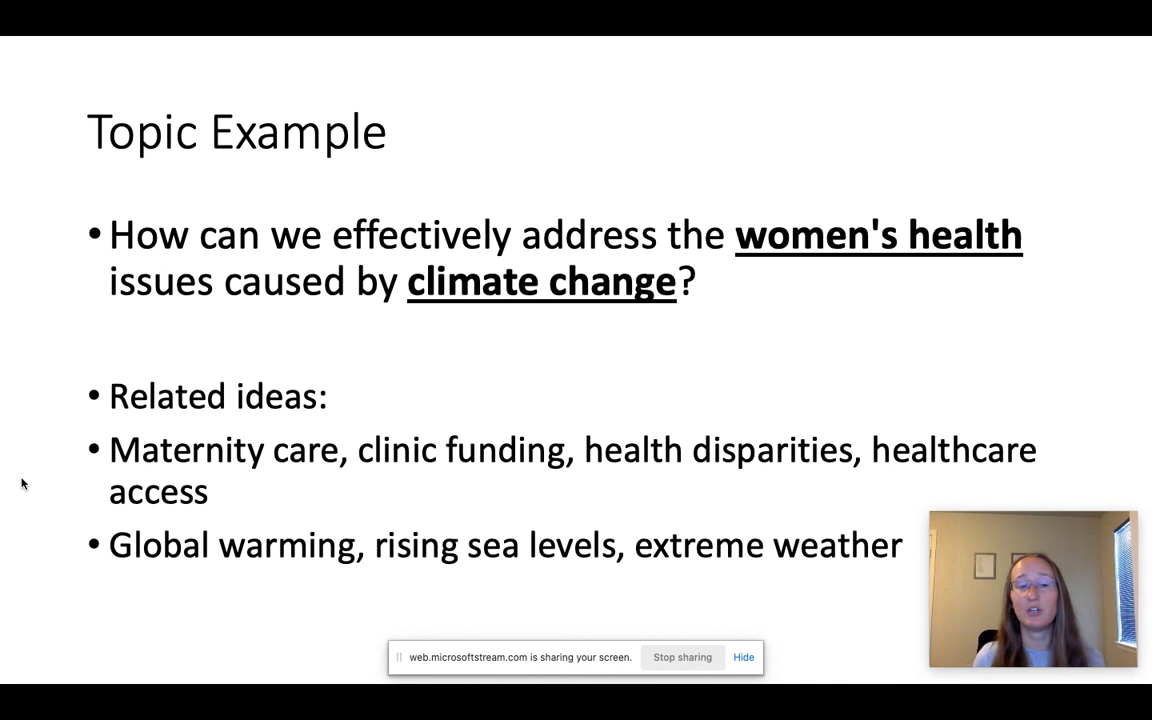 Topic Example
• How can we effectively address the women's health
issues caused by climate change?
• Related ideas:
• Maternity care, clinic funding, health disparities, healthcare
access
• Global warming, rising sea levels, extreme weather
web.microsoftstream.com is sharing your screen. Stop sharing Hide